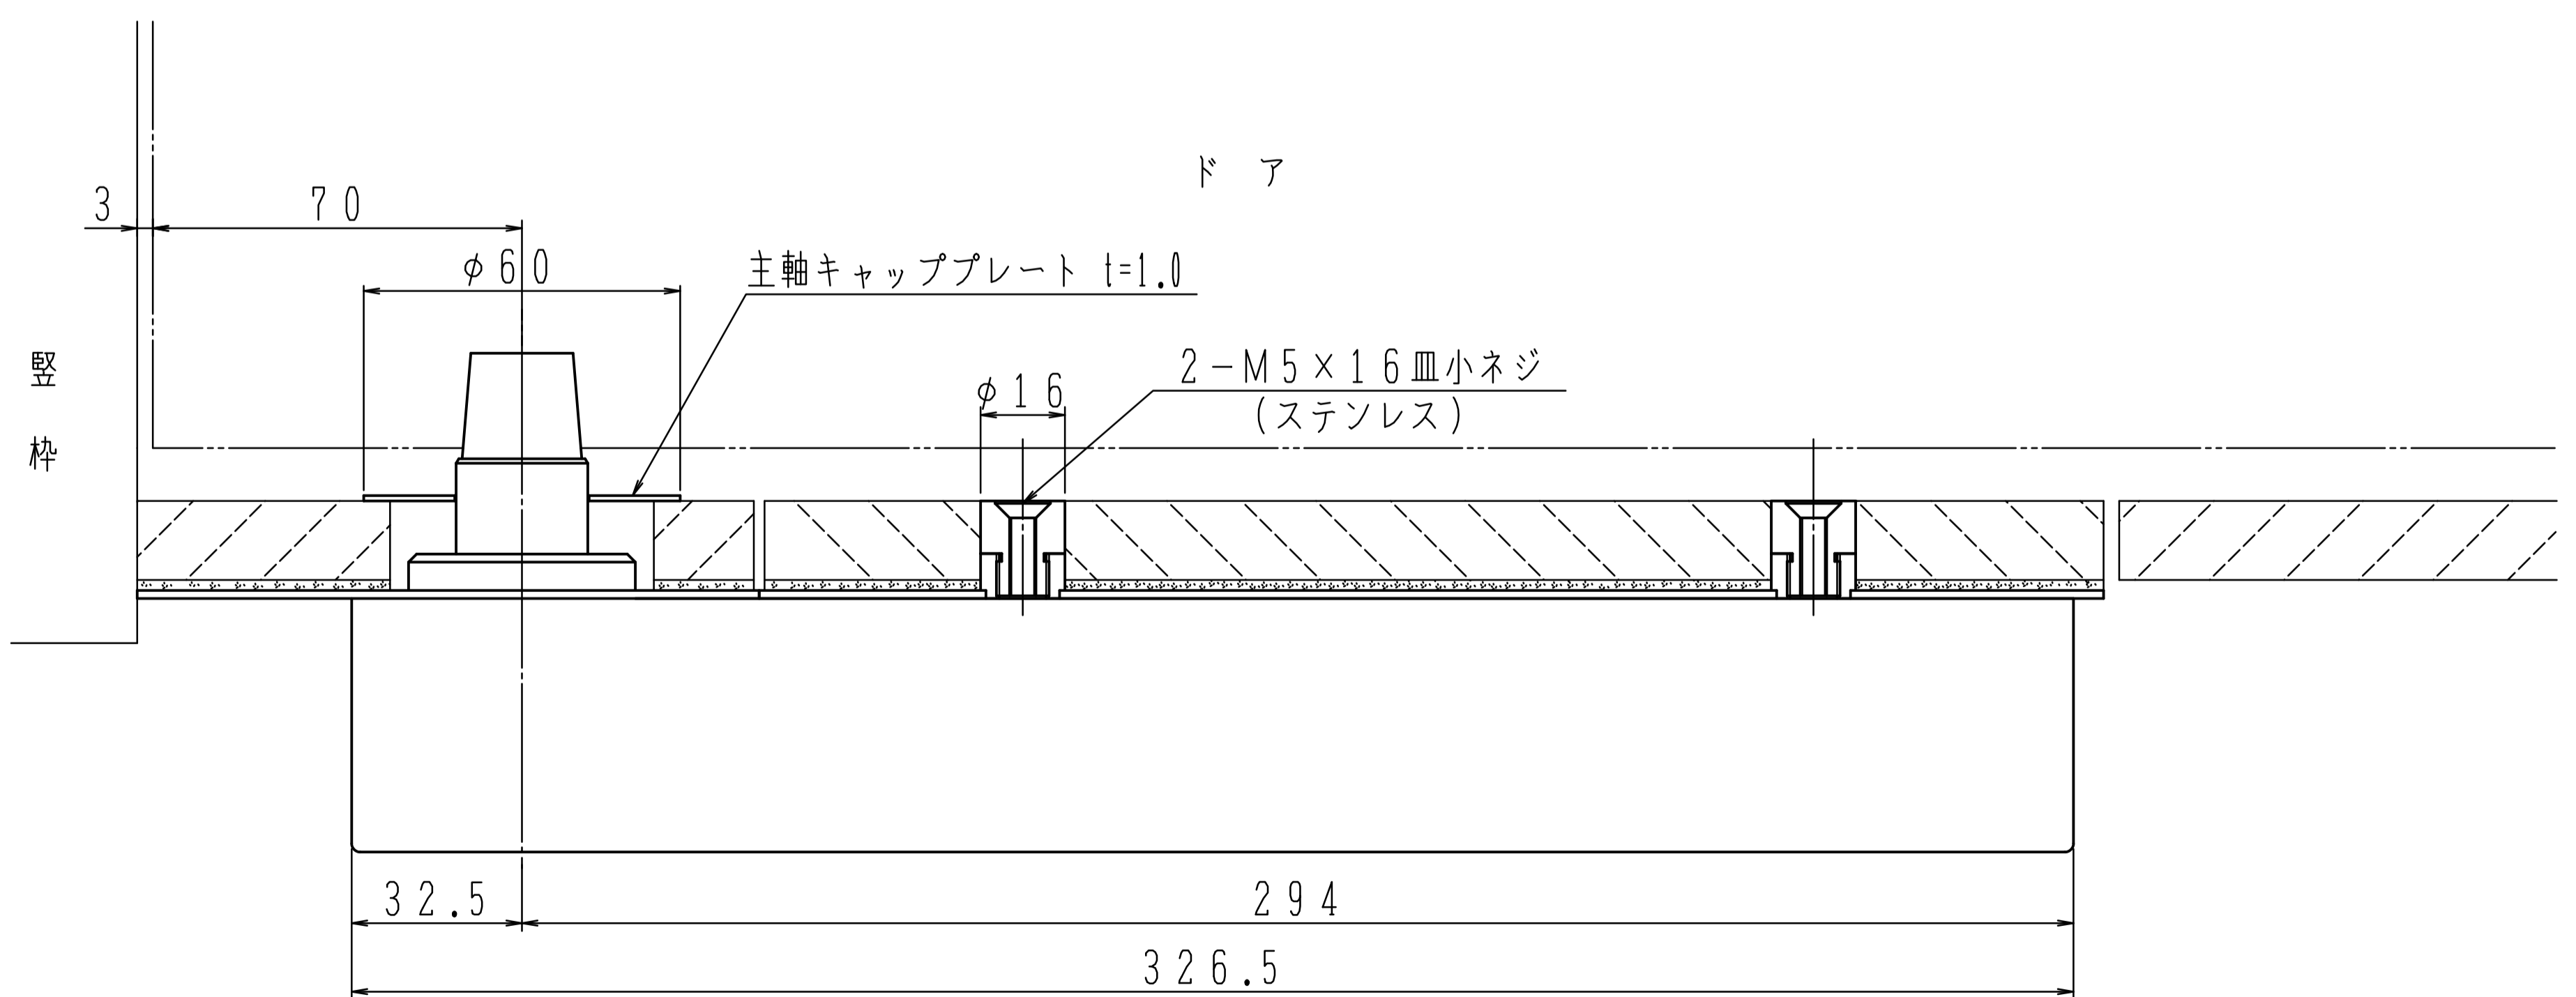 ドア
3
70
φ60
主軸キャッププレート t=1.0
2-M5×16皿小ネジ
(ステンレス)
φ16
竪枠
32.5
294
326.5